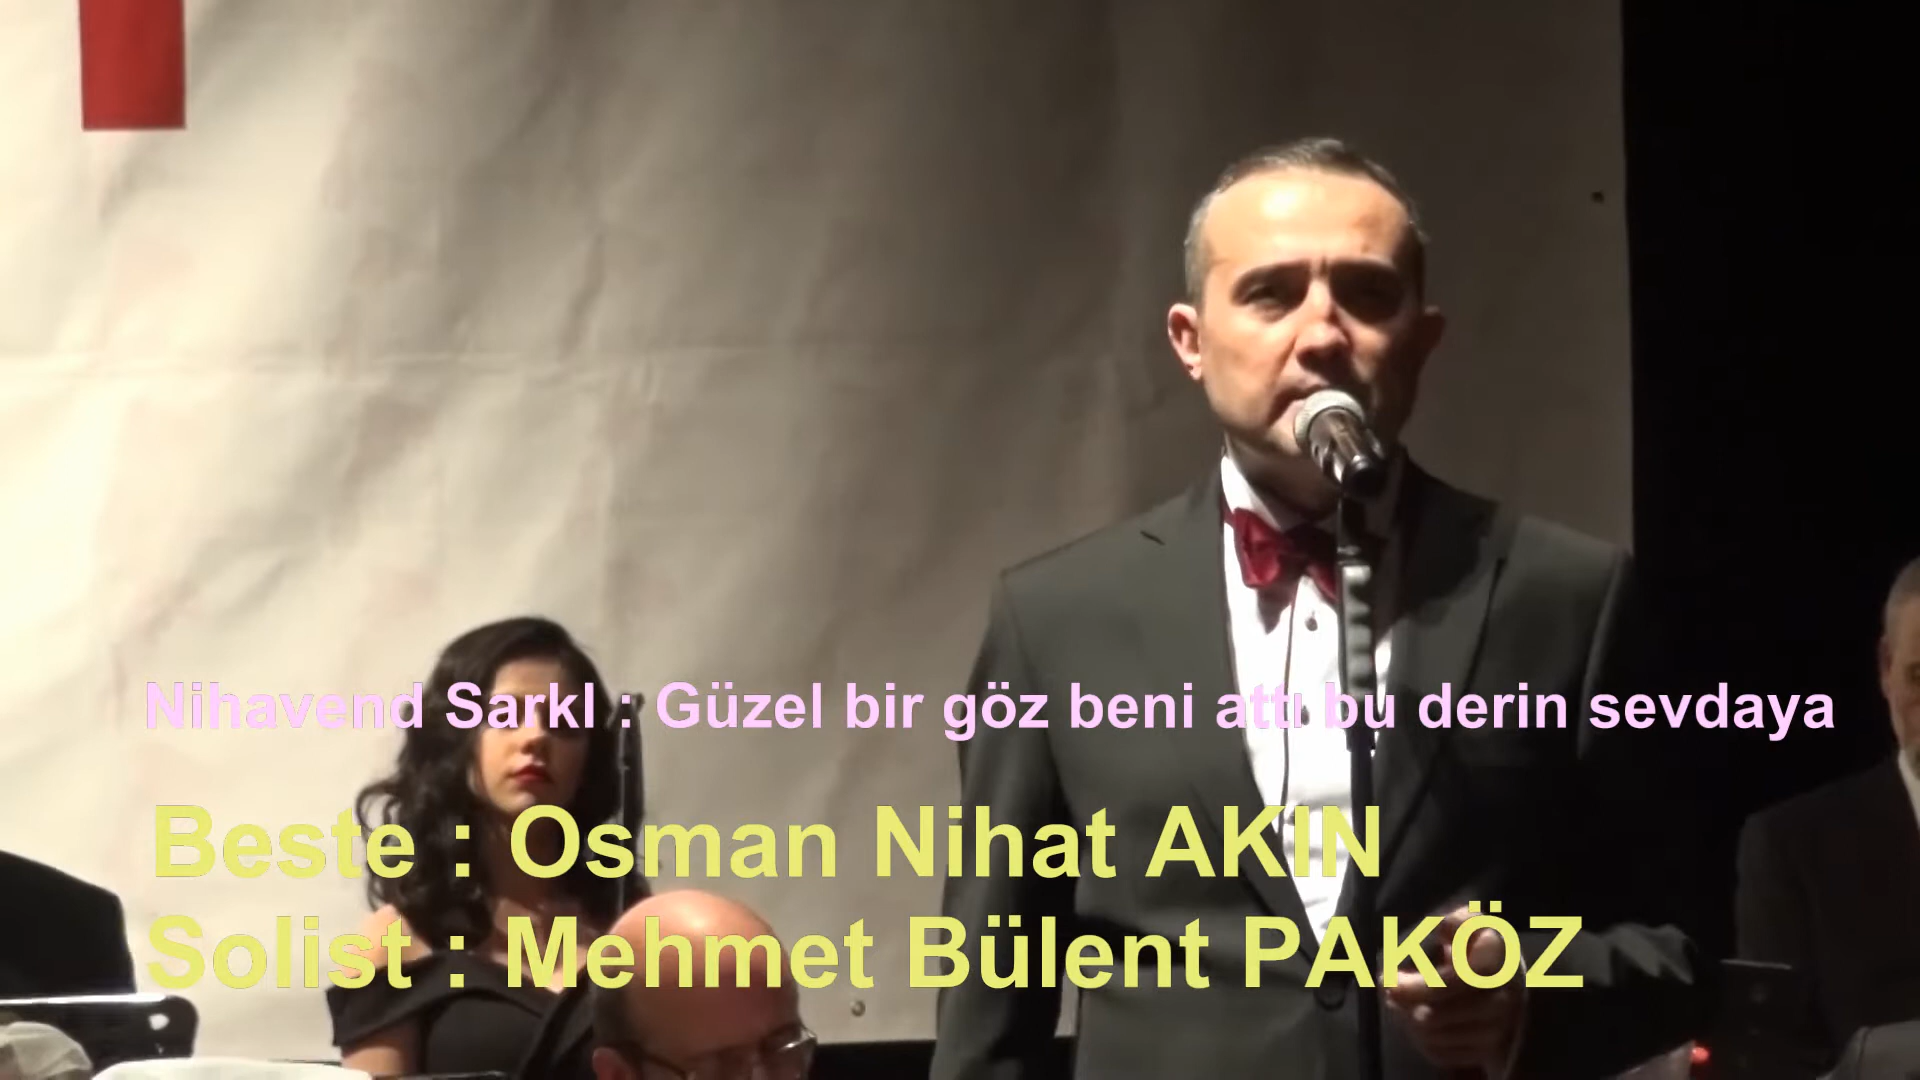 Nihavend Sarkl : Güzel bir göz beni attı bu derin sevdaya
Beste : Osman Nihat AKIN
Solist : Mehmet Bülent PAKÖZ